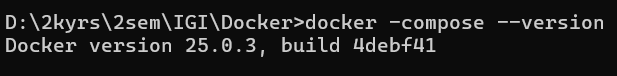 D:\2kyrs\2sem\IGI\Docker>docker -compose --version
Docker version 25.0.3, build 4debf41